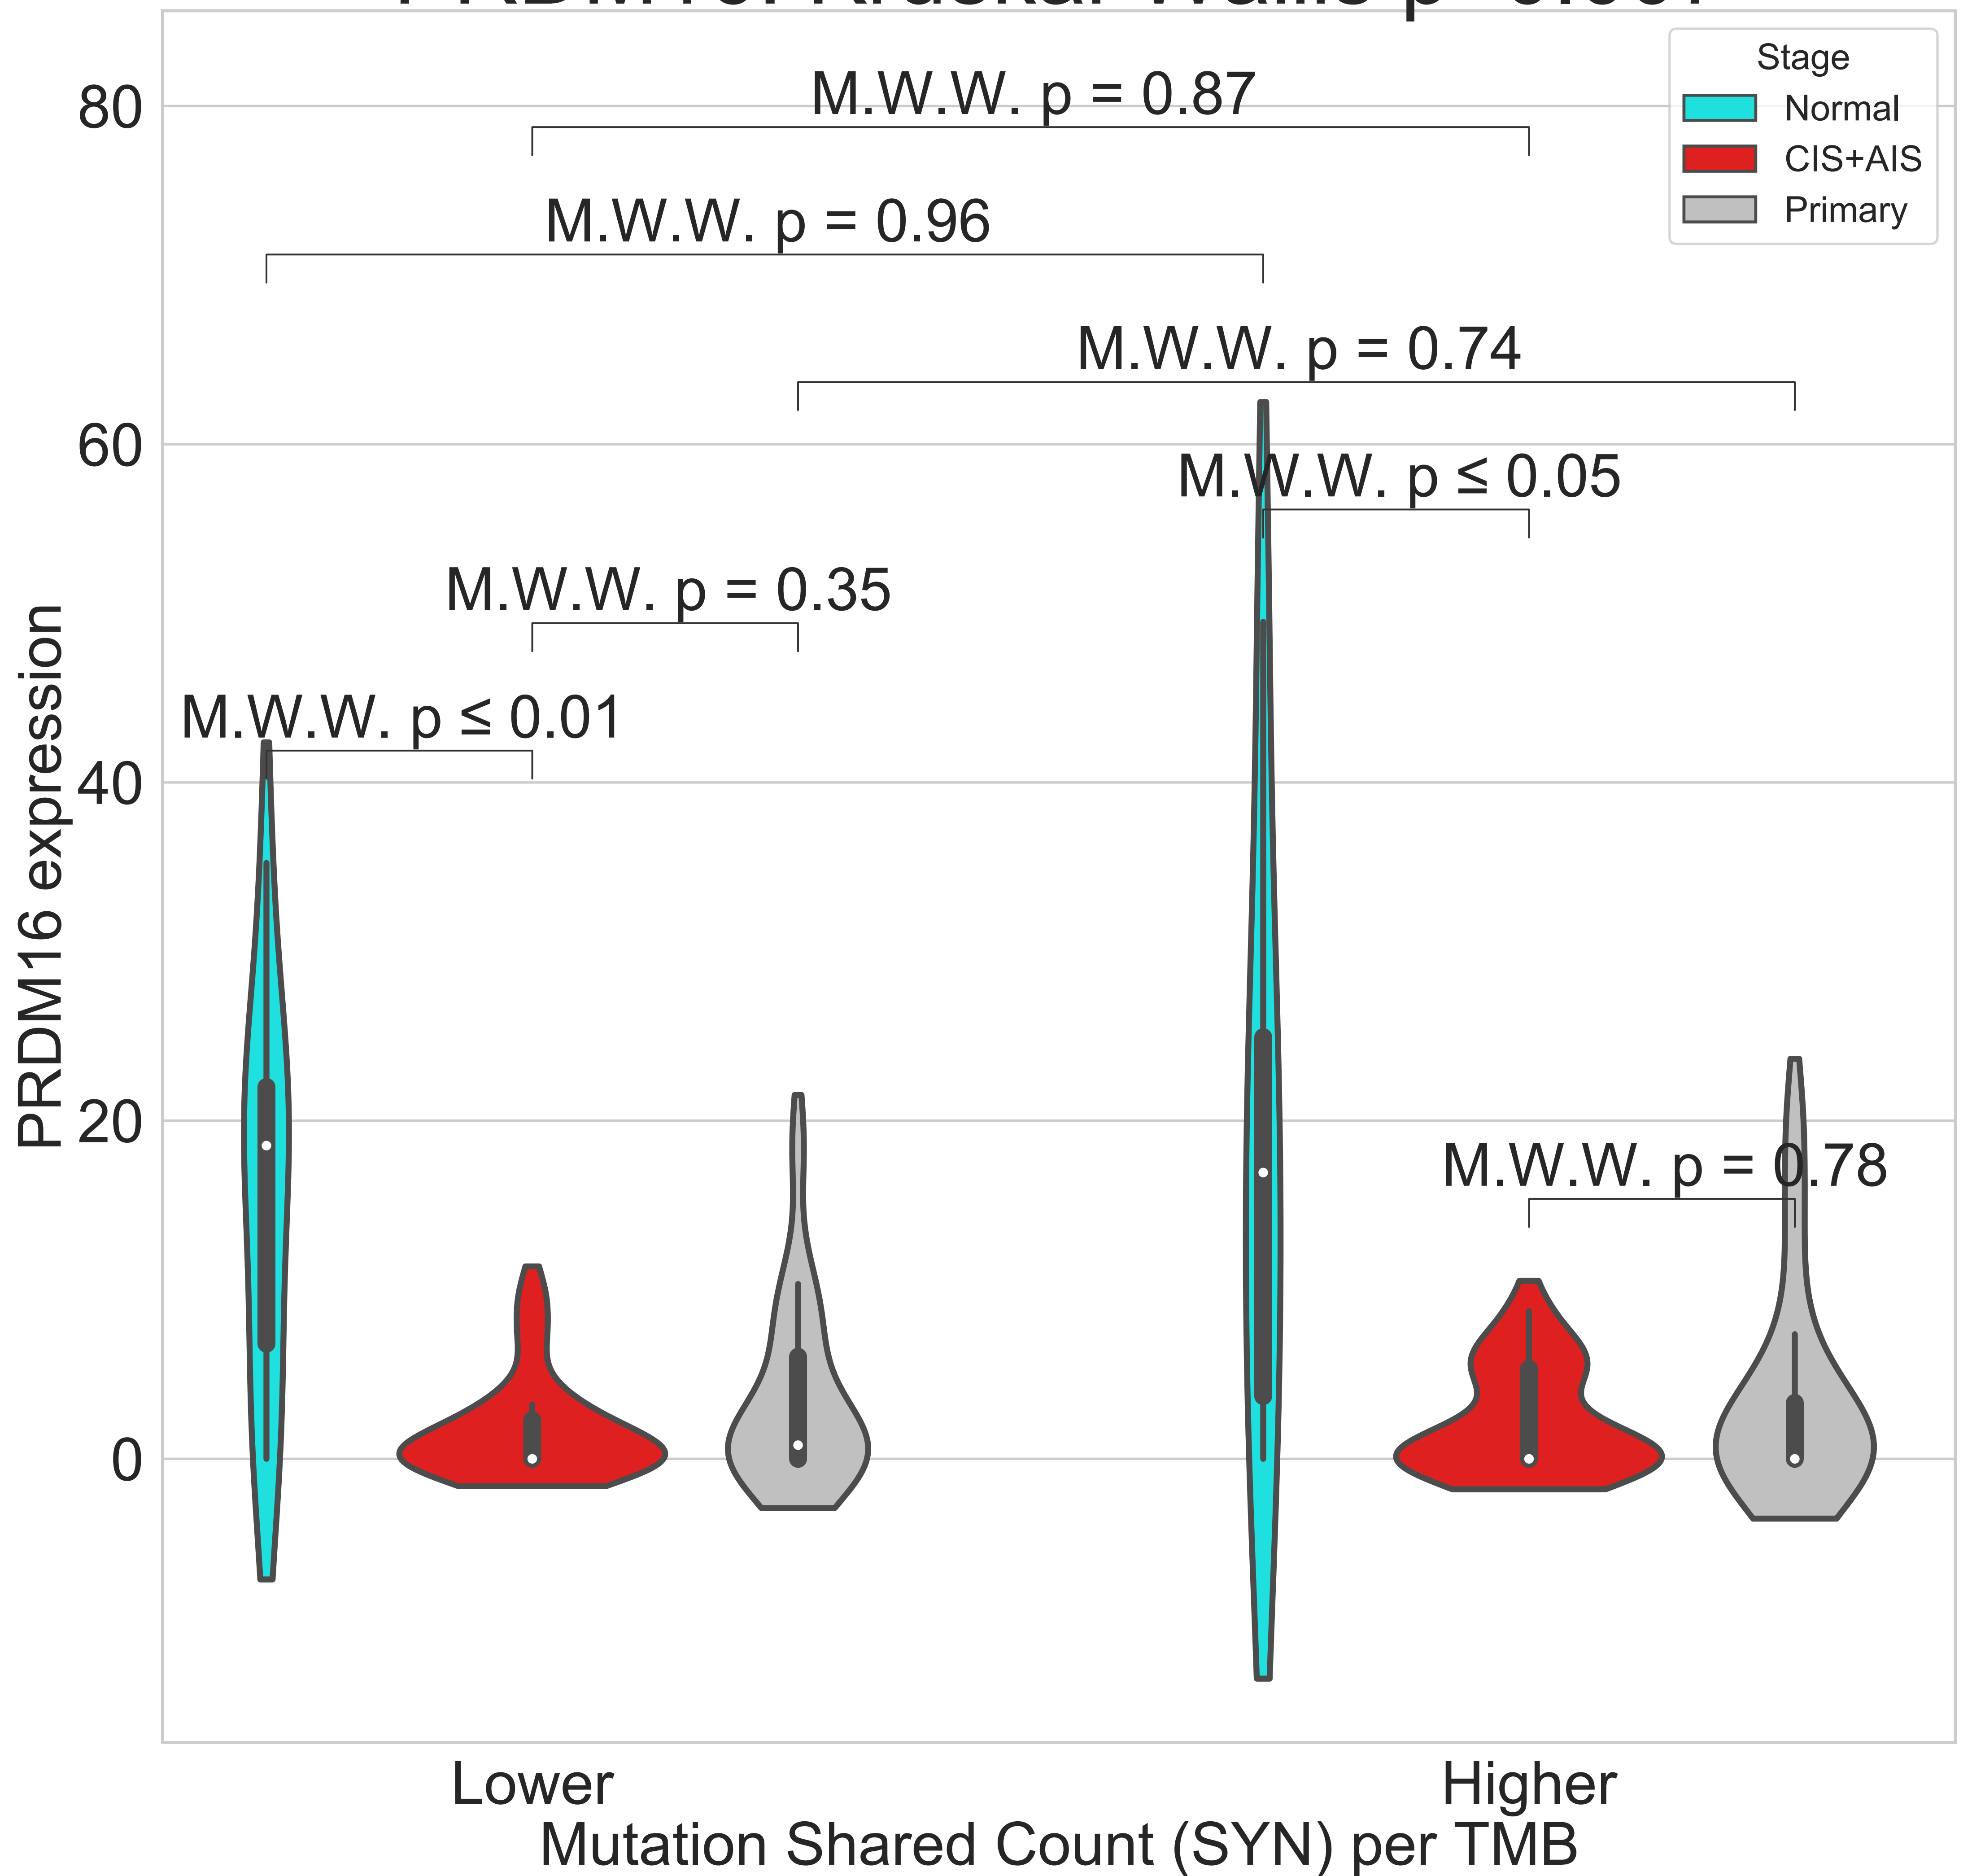 Stage
Normal
CIS+AIS
Primary
M.W.W. p = 0.87
M.W.W. p = 0.96
M.W.W. p = 0.74
M.W.W. p ≤ 0.05
M.W.W. p = 0.35
M.W.W. p ≤ 0.01
M.W.W. p = 0.78
80
60
40
20
0
PRDM16 expression
Lower
Higher
Mutation Shared Count (SYN) per TMB